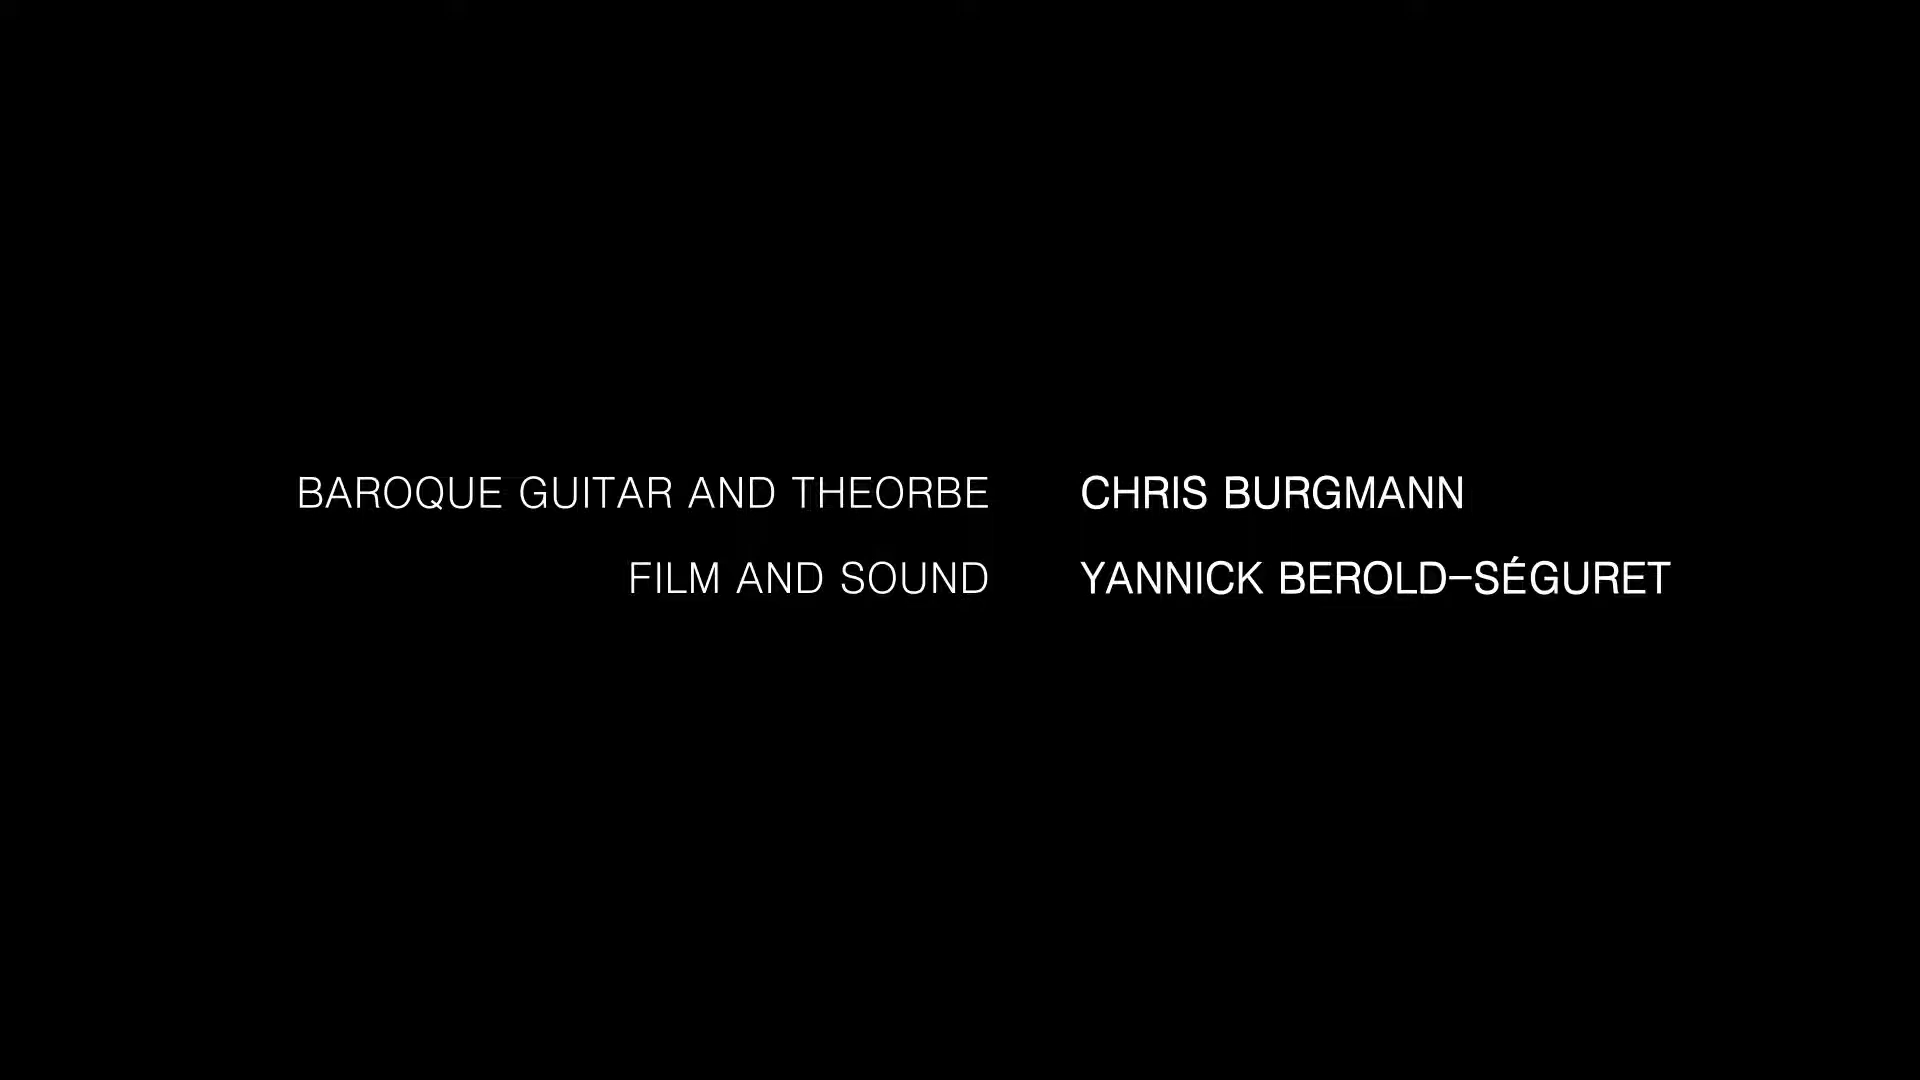 BAROQUE GUITAR AND THEORBE CHRIS BURGMANN
FILM AND SOUND YANNICK BEROLD-SÉGURET